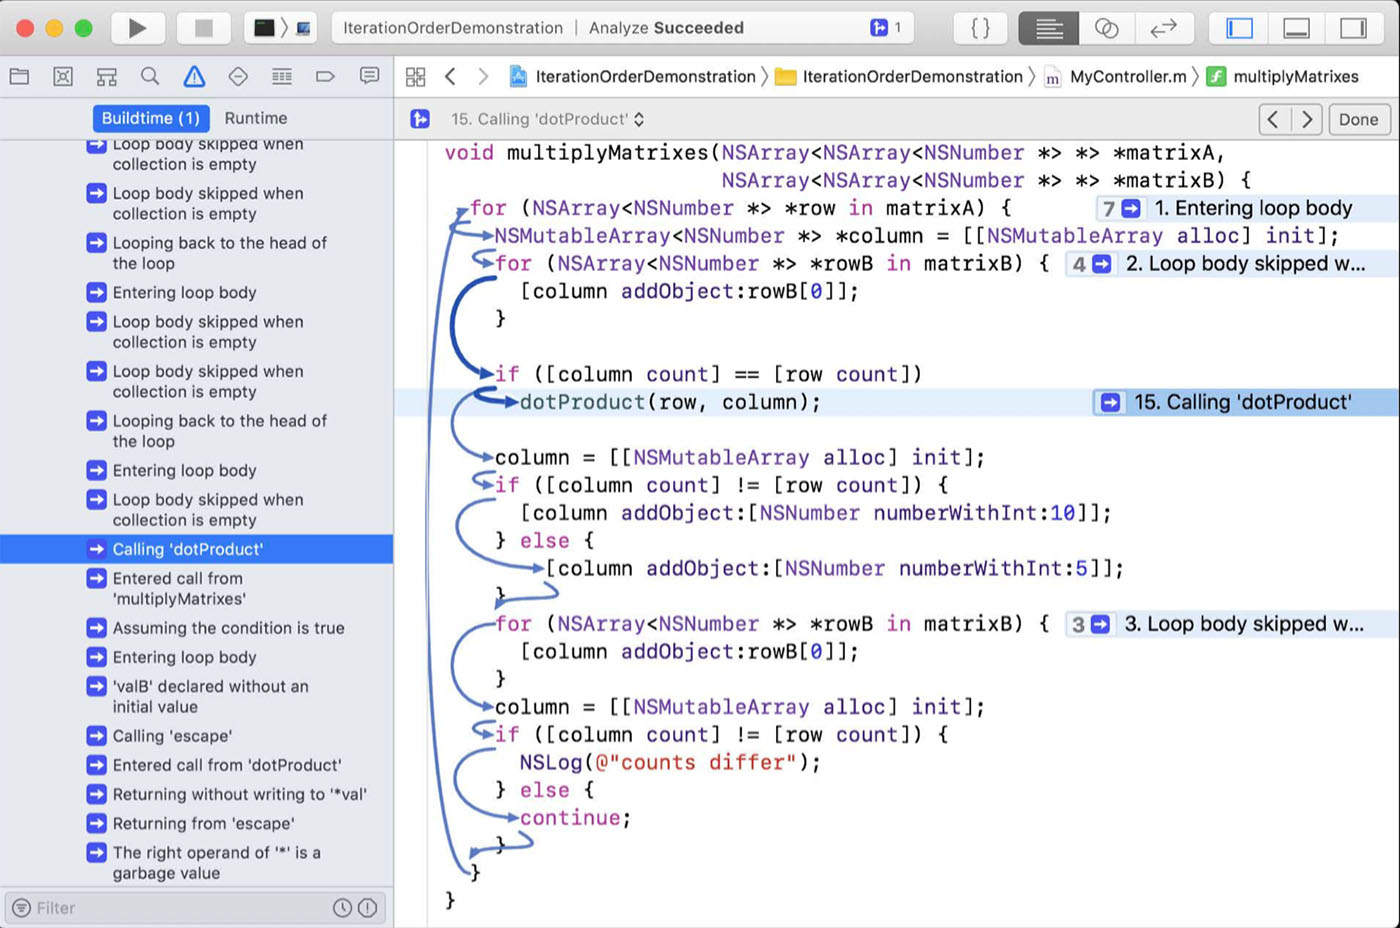 IterationOrderDemonstration | Analyze Succeeded 1 {}
IterationOrderDemonstration IterationOrderDemonstration m MyController.m f multiplyMatrixes
Buildtime (1) Runtime
15. Calling 'dotProduct' Done
Loop body skipped when
collection is empty
Loop body skipped when
collection is empty
Looping back to the head of
the loop
Entering loop body
Loop body skipped when
collection is empty
Loop body skipped when
collection is empty
Looping back to the head of
the loop
Entering loop body
Loop body skipped when
collection is empty
Calling 'dotProduct'
Entered call from
'multiplyMatrixes'
Assuming the condition is true
Entering loop body
'valB' declared without an
initial value
Calling 'escape'
Entered call from 'dotProduct'
Returning without writing to '*val'
Returning from 'escape'
The right operand of '*' is a
garbage value
Filter
void multiplyMatrixes(NSArray<NSArray<NSNumber *> *> *matrixA,
NSArray<NSArray<NSNumber *> *> *matrixB) {
for (NSArray<NSNumber *> *row in matrixA) { 7 1. Entering loop body
NSMutableArray<NSNumber *> *column = [[NSMutableArray alloc] init];
for (NSArray<NSNumber *> *rowB in matrixB) { 4 2. Loop body skipped w...
[column addObject:rowB[0]];
}
if ([column count] == [row count])
dotProduct(row, column); 15. Calling 'dotProduct'
column = [[NSMutableArray alloc] init];
if ([column count] != [row count]) {
[column addObject:[NSNumber numberWithInt:10]];
} else {
[column addObject:[NSNumber numberWithInt:5]];
}
for (NSArray<NSNumber *> *rowB in matrixB) { 3 3. Loop body skipped w...
[column addObject:rowB[0]];
}
column = [[NSMutableArray alloc] init];
if ([column count] != [row count]) {
NSLog(@"counts differ");
} else {
continue;
}
}
}